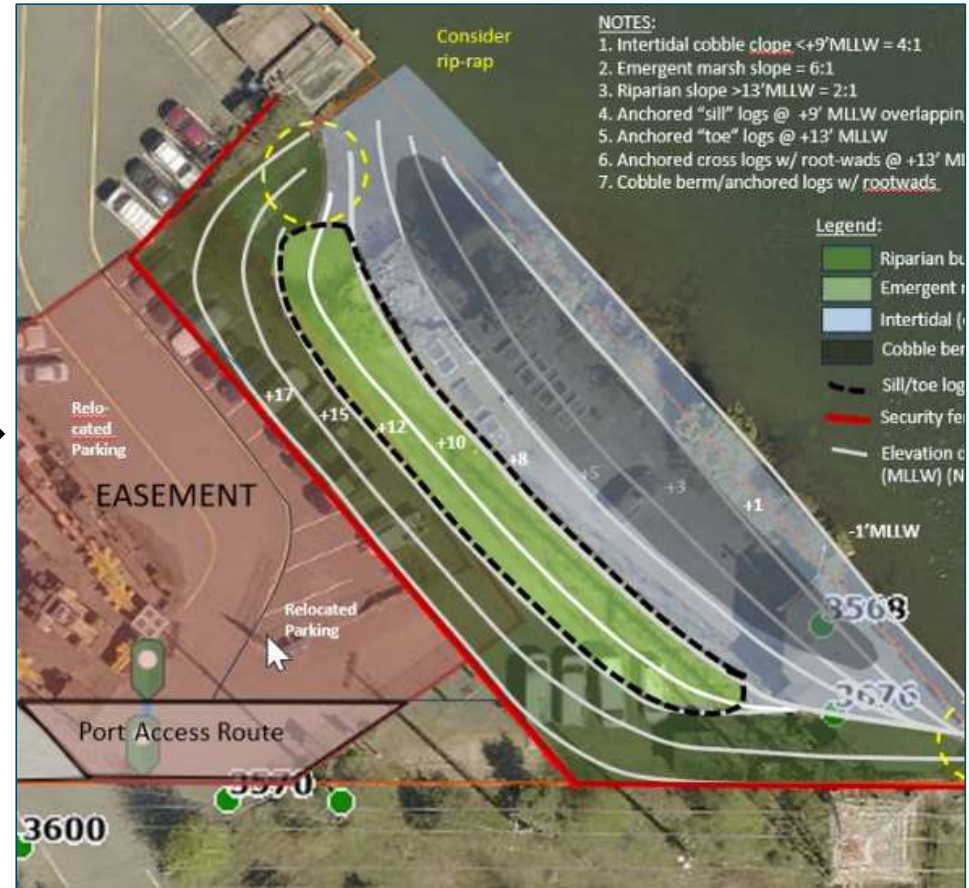 Consider
rip-rap
NOTES:
1. Intertidal cobble clope <+9'MLLW = 4:1
2. Emergent marsh slope = 6:1
3. Riparian slope >13'MLLW = 2:1
4. Anchored "sill" logs @ +9' MLLW overlappin
5. Anchored "toe" logs @ +13' MLLW
6. Anchored cross logs w/ root-wads @ +13' ML
7. Cobble berm/anchored logs w/ rootwads
Legend:
Riparian bu
Emergent
Intertidal (
Cobble ber
Sill/toe log
Security fe
Elevation c
(MLLW) (N
+17
+15
+12
+10
+8
+5
+3
+1
-1'MLLW
Relo-
cated
Parking
EASEMENT
Relocated
Parking
Port Access Route
3568
3676
3570
3600